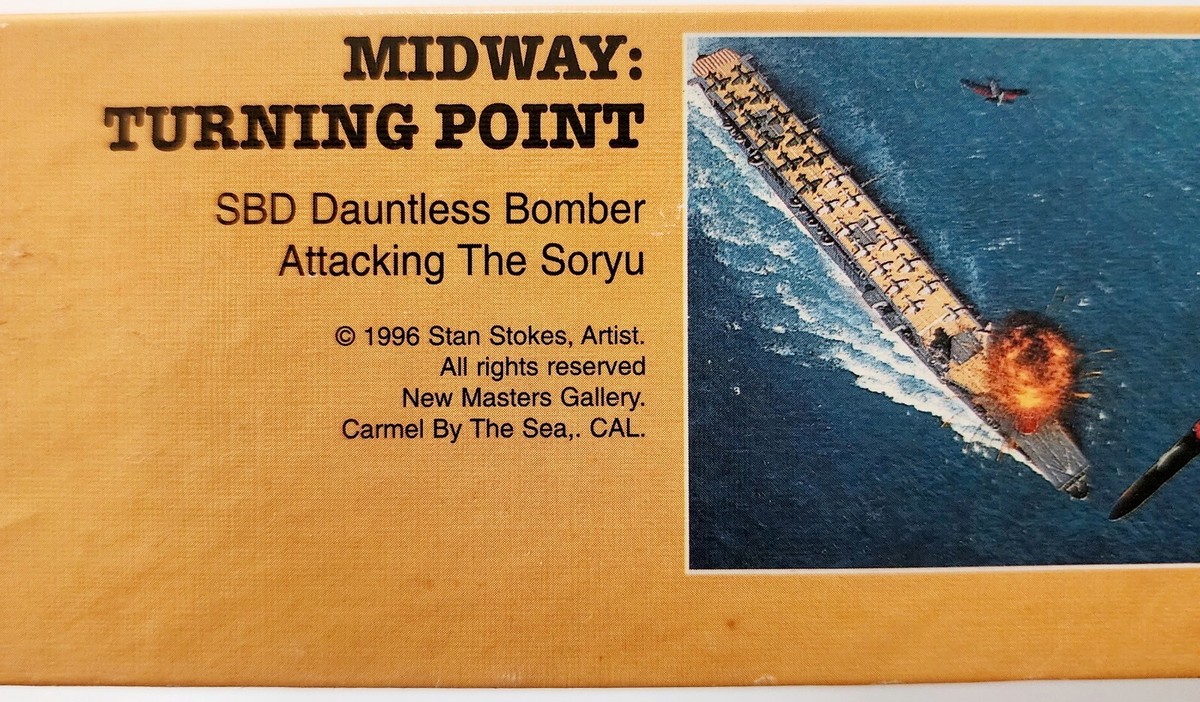 MIDWAY:
TURNING POINT
SBD Dauntless Bomber
Attacking The Soryu
© 1996 Stan Stokes, Artist.
All rights reserved
New Masters Gallery.
Carmel By The Sea,. CAL.